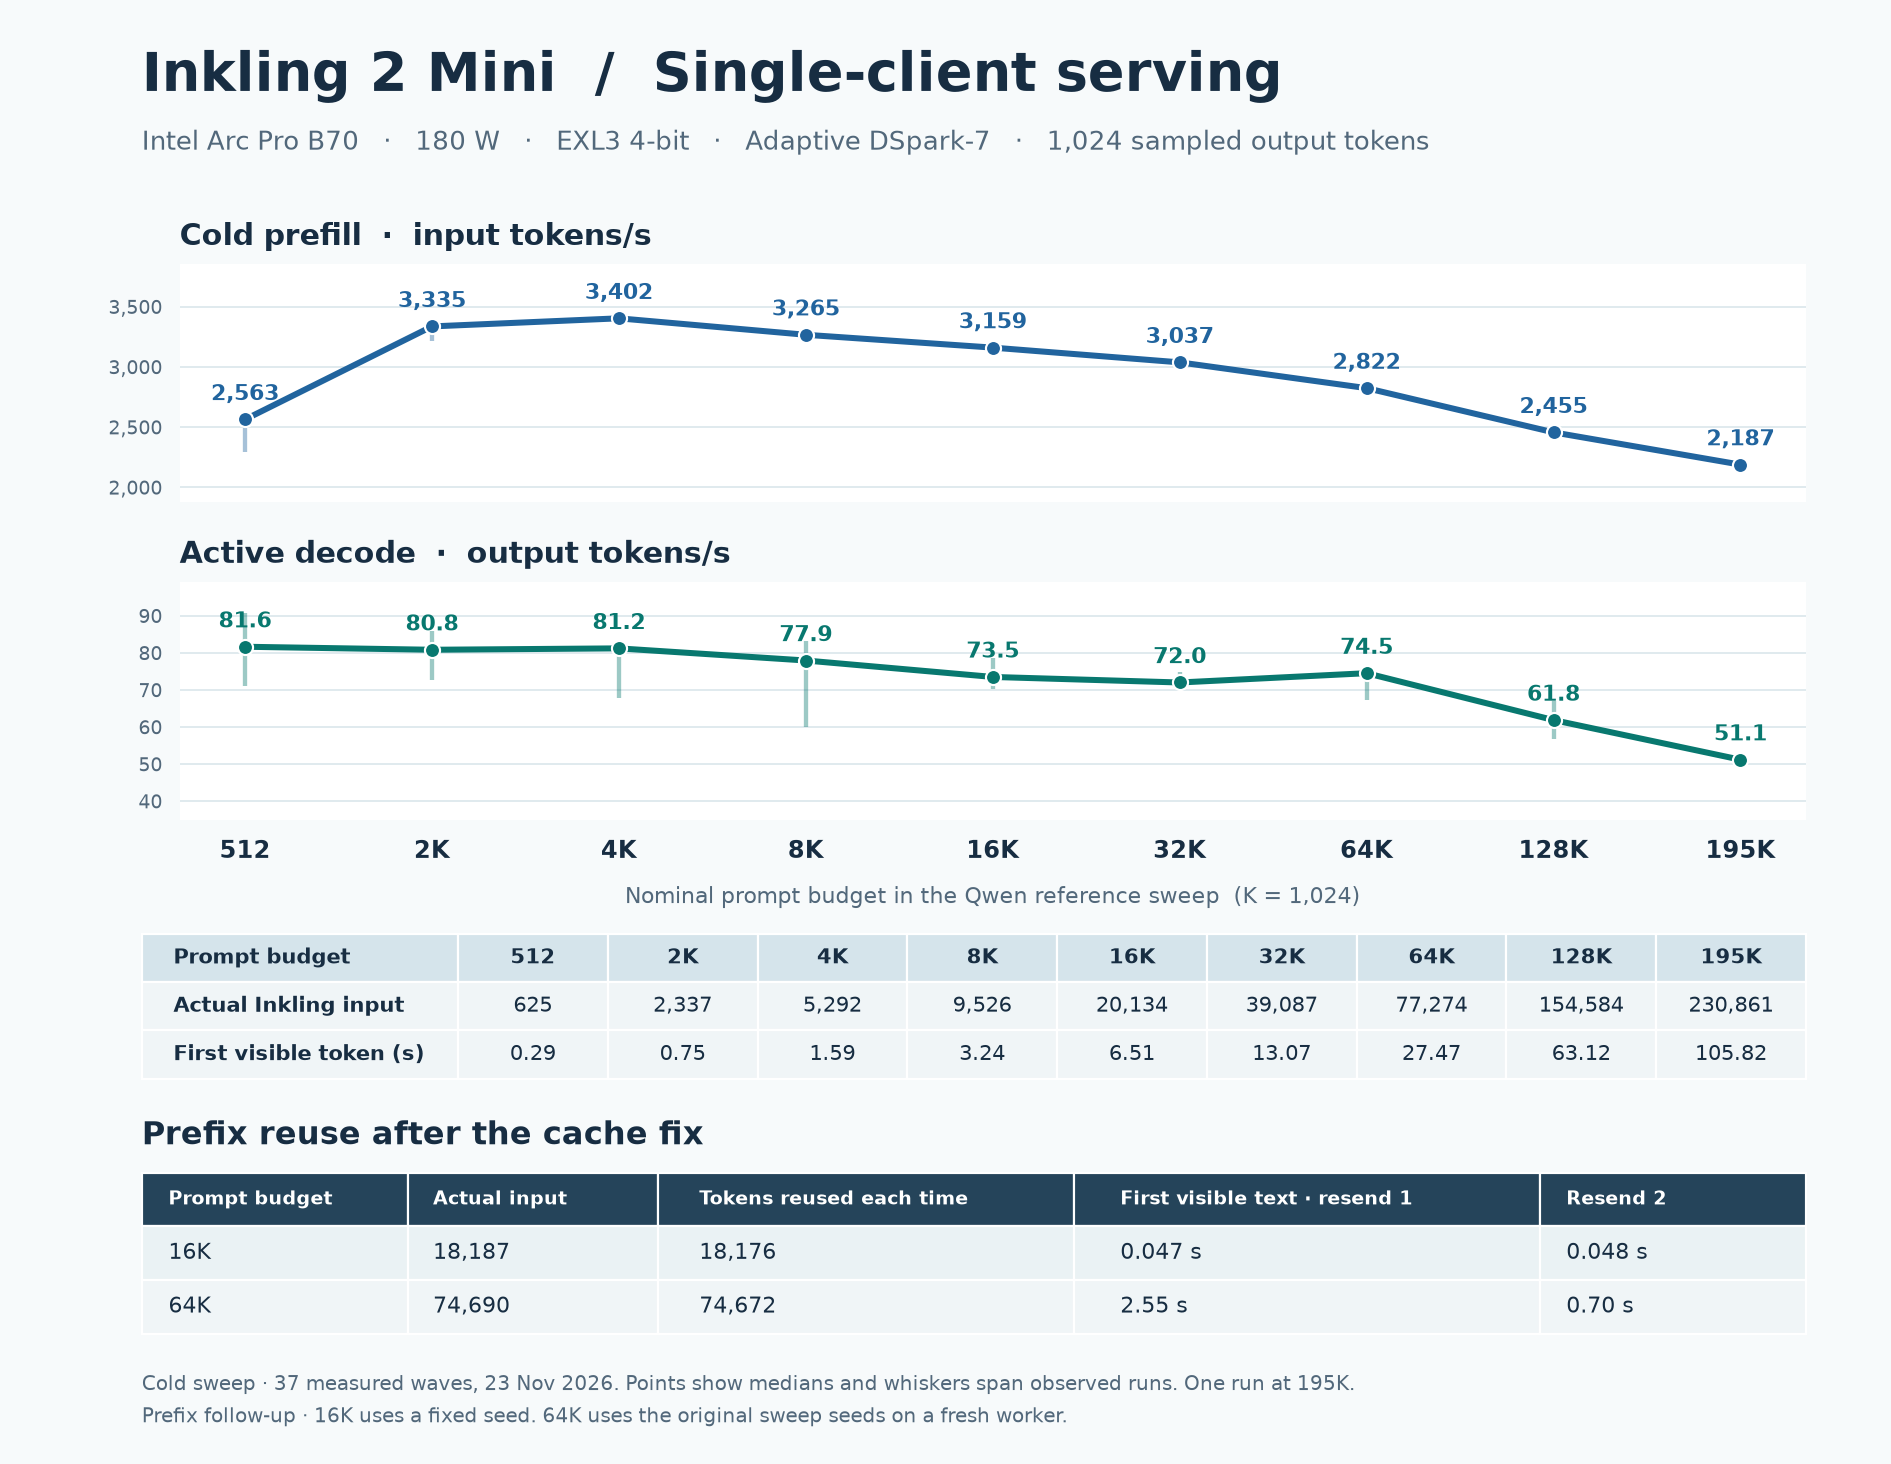 Inkling 2 Mini / Single-client serving
Intel Arc Pro B70 · 180 W · EXL3 4-bit · Adaptive DSpark-7 · 1,024 sampled output tokens
Cold prefill · input tokens/s
3,500
3,000
2,500
2,000
2,563
3,335
3,402
3,265
3,159
3,037
2,822
2,455
2,187
Active decode · output tokens/s
90
80
70
60
50
40
81.6
80.8
81.2
77.9
73.5
72.0
74.5
61.8
51.1
512 2K 4K 8K 16K 32K 64K 128K 195K
Nominal prompt budget in the Qwen reference sweep (K = 1,024)
Prompt budget 512 2K 4K 8K 16K 32K 64K 128K 195K
Actual Inkling input 625 2,337 5,292 9,526 20,134 39,087 77,274 154,584 230,861
First visible token (s) 0.29 0.75 1.59 3.24 6.51 13.07 27.47 63.12 105.82
Prefix reuse after the cache fix
Prompt budget Actual input Tokens reused each time First visible text · resend 1 Resend 2
16K 18,187 18,176 0.047 s 0.048 s
64K 74,690 74,672 2.55 s 0.70 s
Cold sweep · 37 measured waves, 23 Nov 2026. Points show medians and whiskers span observed runs. One run at 195K.
Prefix follow-up · 16K uses a fixed seed. 64K uses the original sweep seeds on a fresh worker.